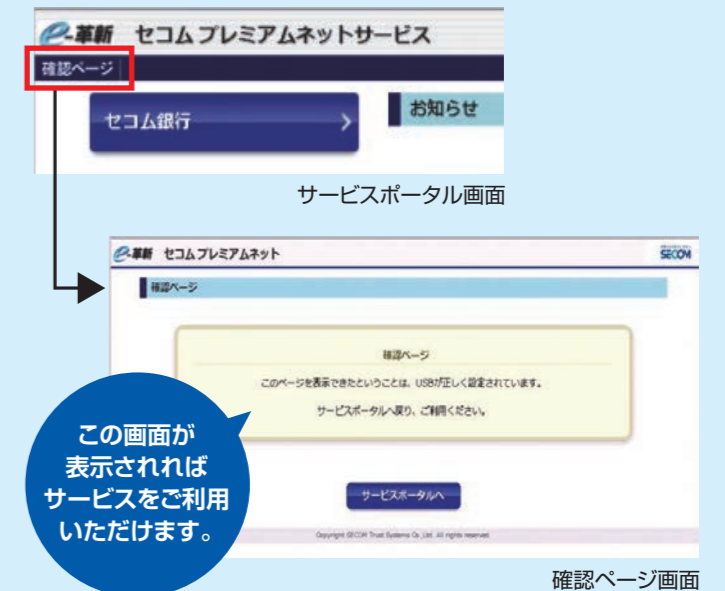 e-革新 セコムプレミアムネットサービス
確認ページ
セコム銀行
お知らせ
サービスポータル画面
e-革新 セコムプレミアムネット
SECOM
確認ページ
確認ページ
このページを表示できたということは、USBが正しく設定されています。
サービスポータルへ戻り、ご利用ください。
サービスポータルへ
Copyright SECOM Trust Systems Co.,Ltd. All rights reserved.
この画面が
表示されれば
サービスをご利用
いただけます。
確認ページ画面